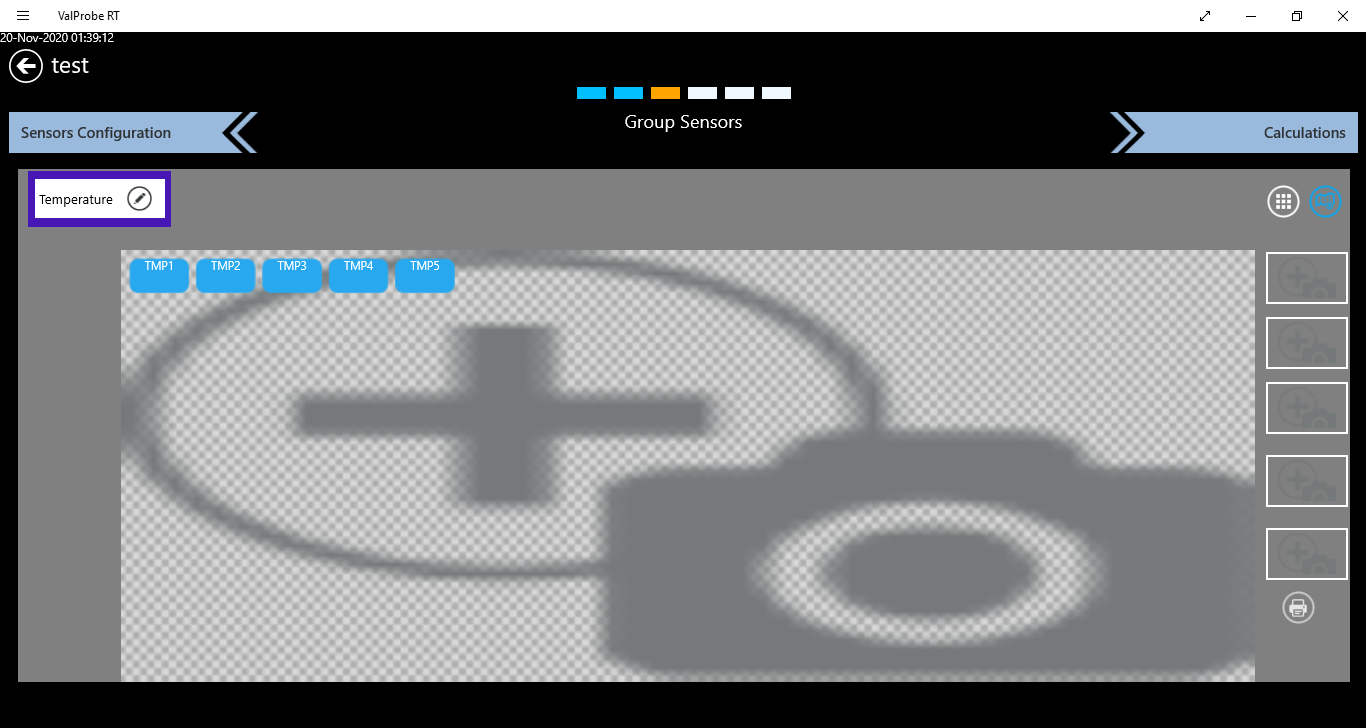 ValProbe RT
20-Nov-2020 01:39:12
test
Group Sensors
Sensors Configuration
Calculations
Temperature
TMP1 TMP2 TMP3 TMP4 TMP5